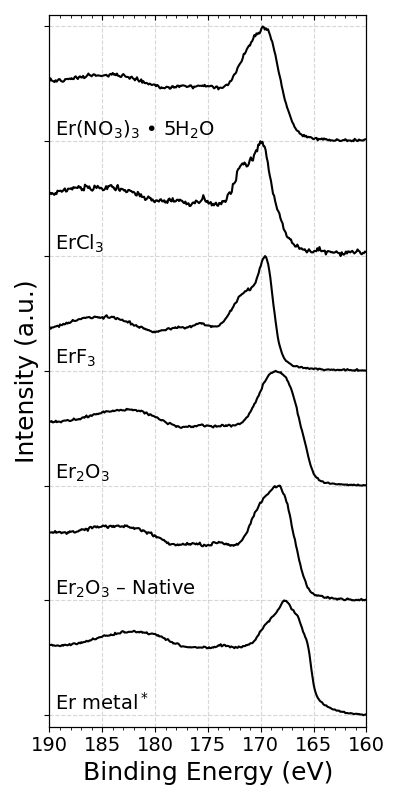 Intensity (a.u.)
Er(NO₃)₃ • 5H₂O
ErCl₃
ErF₃
Er₂O₃
Er₂O₃ – Native
Er metal*
190 185 180 175 170 165 160
Binding Energy (eV)